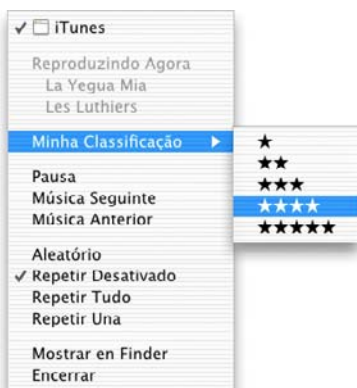 iTunes
Reproduzindo Agora
La Yegua Mia
Les Luthiers
Minha Classificação
★
★★
★★★
★★★★
★★★★★
Pausa
Música Seguinte
Música Anterior
Aleatório
✓ Repetir Desativado
Repetir Tudo
Repetir Una
Mostrar en Finder
Encerrar